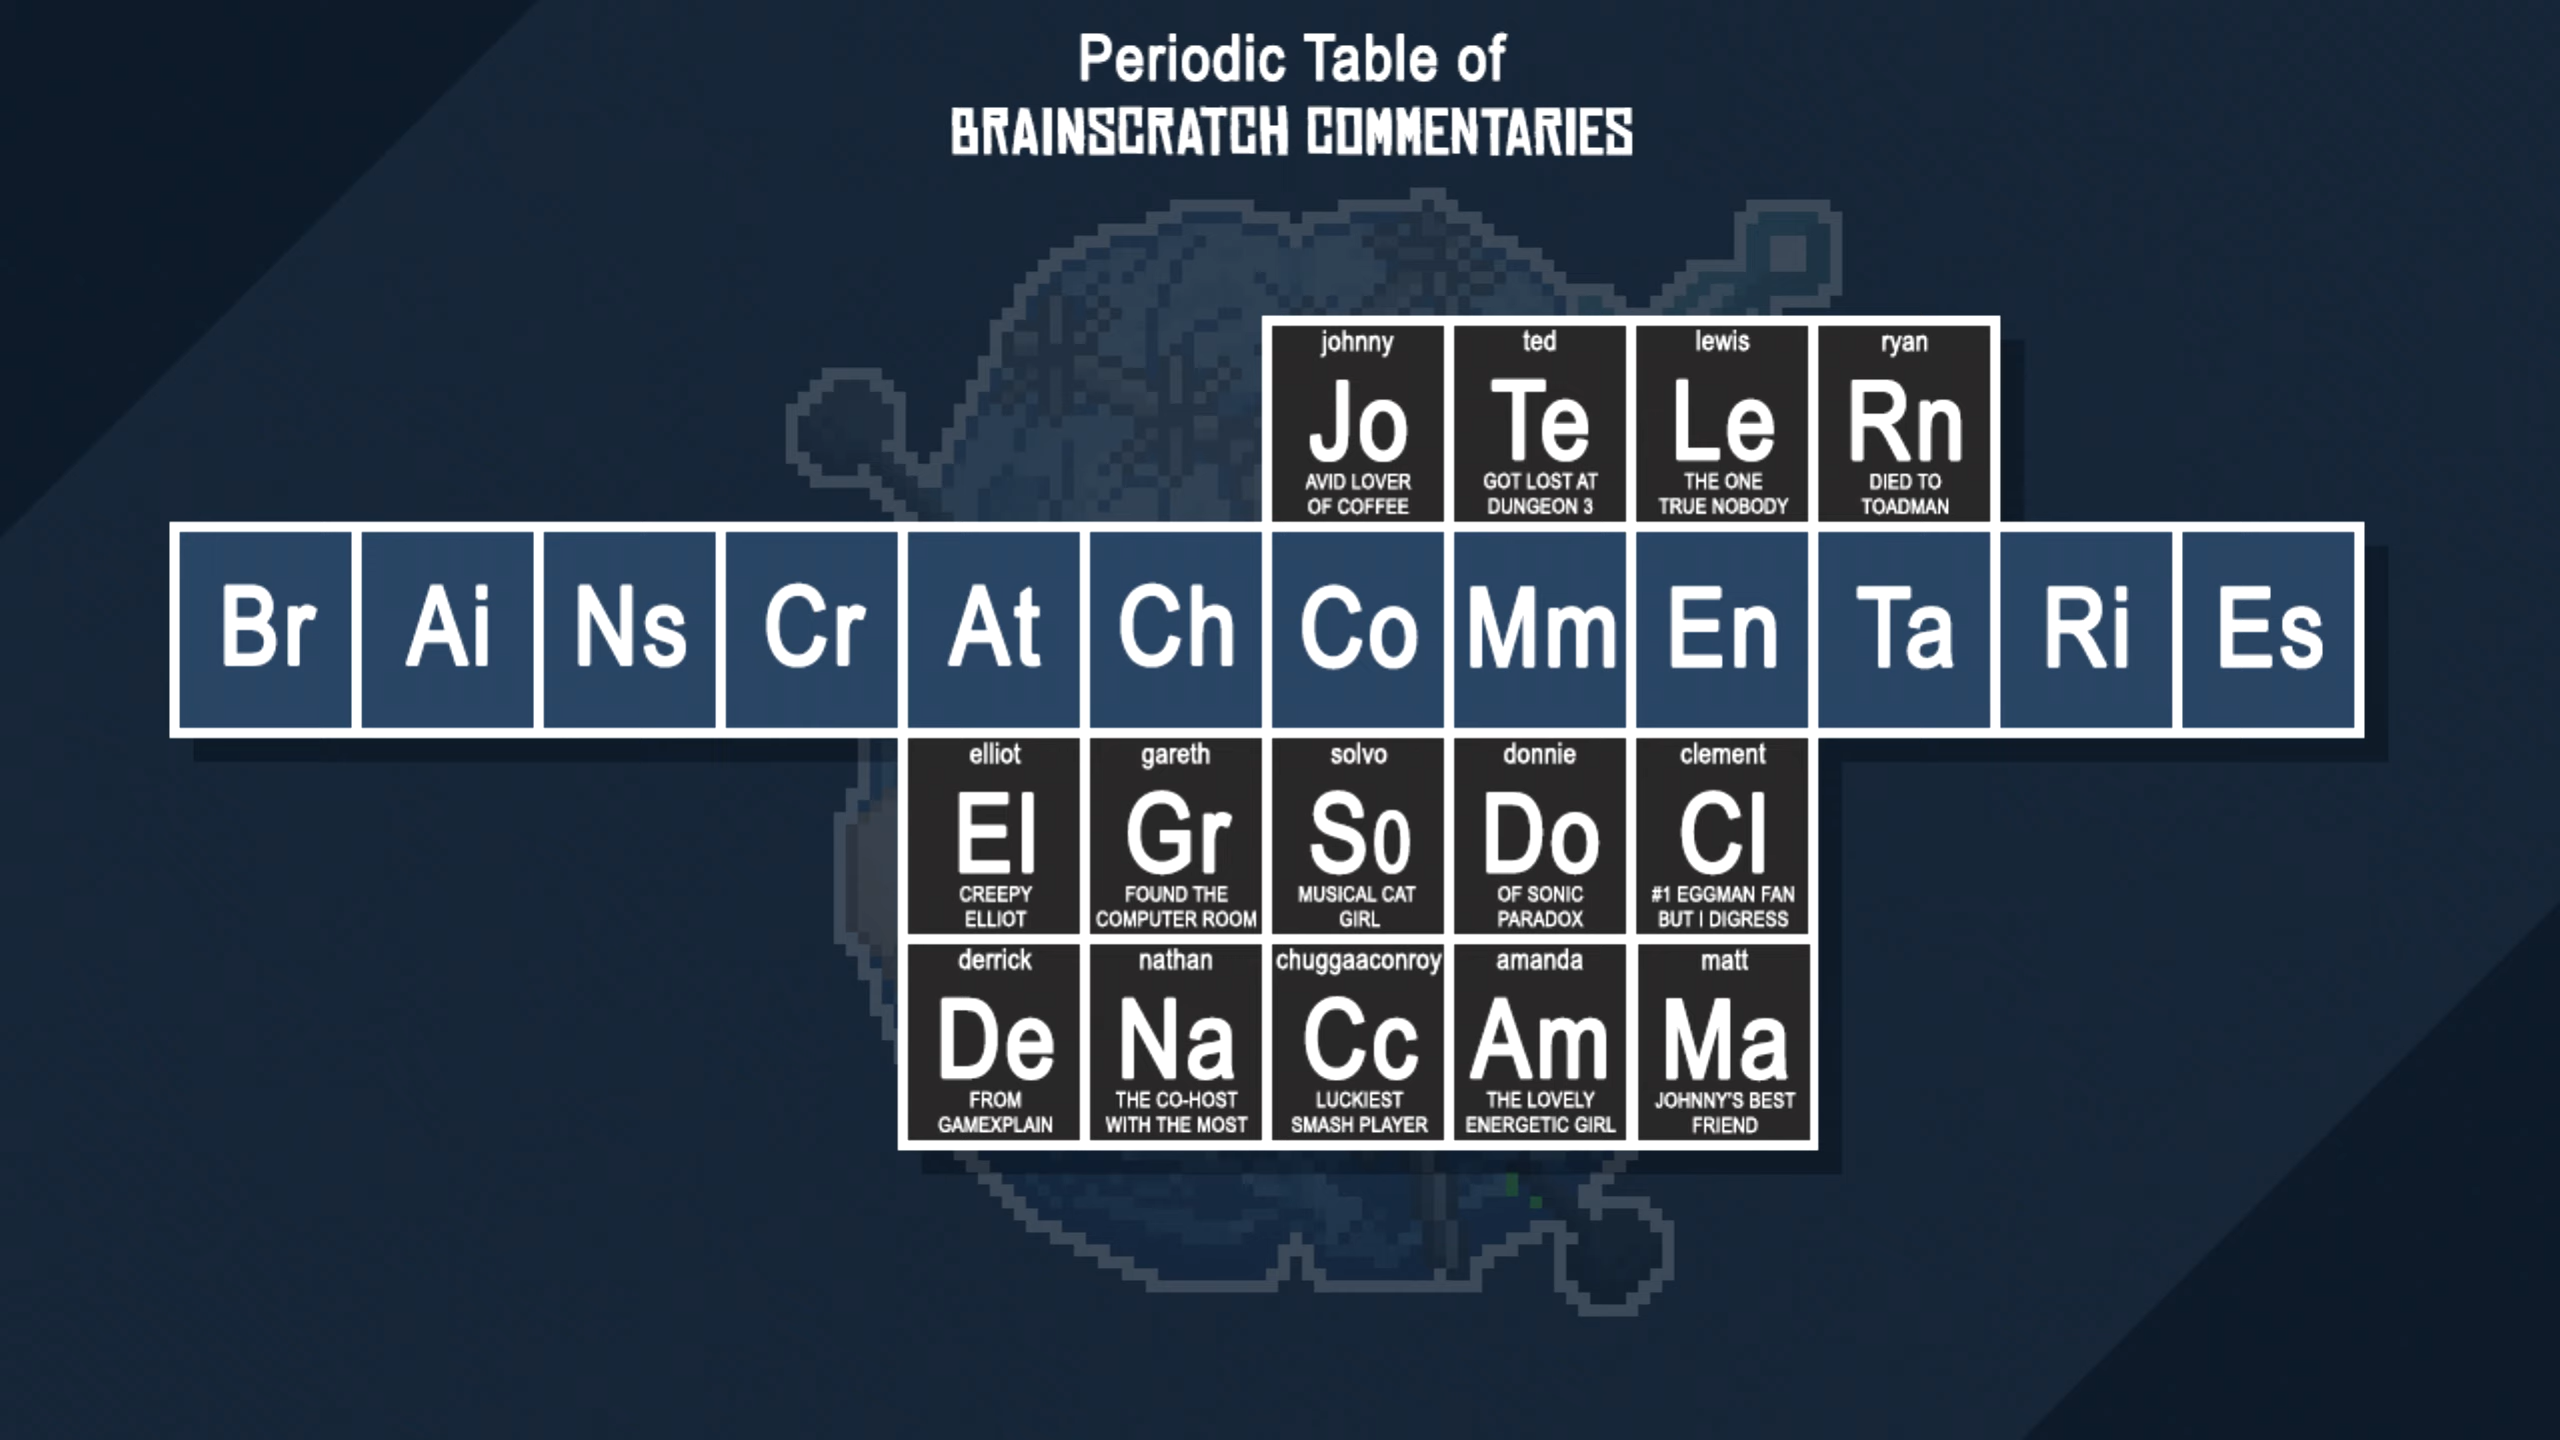 Periodic Table of
BRAINSCRATCH COMMENTARIES
johnny
Jo
AVID LOVER
OF COFFEE
ted
Te
GOT LOST AT
DUNGEON 3
lewis
Le
THE ONE
TRUE NOBODY
ryan
Rn
DIED TO
TOADMAN
Br Ai Ns Cr At Ch Co Mm En Ta Ri Es
elliot
El
CREEPY
ELLIOT
gareth
Gr
FOUND THE
COMPUTER ROOM
solvo
So
MUSICAL CAT
GIRL
donnie
Do
OF SONIC
PARADOX
clement
Cl
#1 EGGMAN FAN
BUT I DIGRESS
derrick
De
FROM
GAMEXPLAIN
nathan
Na
THE CO-HOST
WITH THE MOST
chuggaaconroy
Cc
LUCKIEST
SMASH PLAYER
amanda
Am
THE LOVELY
ENERGETIC GIRL
matt
Ma
JOHNNY'S BEST
FRIEND